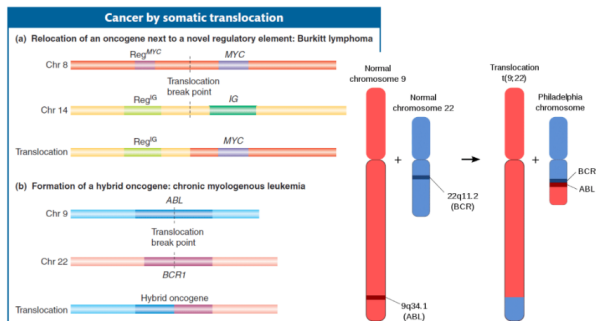 Cancer by somatic translocation
(a) Relocation of an oncogene next to a novel regulatory element: Burkitt lymphoma
Reg^MYC
MYC
Chr 8
Translocation
break point
Reg^IG
IG
Chr 14
Reg^IG
MYC
Translocation
(b) Formation of a hybrid oncogene: chronic myologenous leukemia
ABL
Chr 9
Translocation
break point
Chr 22
BCR1
Hybrid oncogene
Translocation
Normal
chromosome 9
Normal
chromosome 22
+
22q11.2
(BCR)
9q34.1
(ABL)
Translocation
t(9;22)
Philadelphia
chromosome
+
BCR
ABL